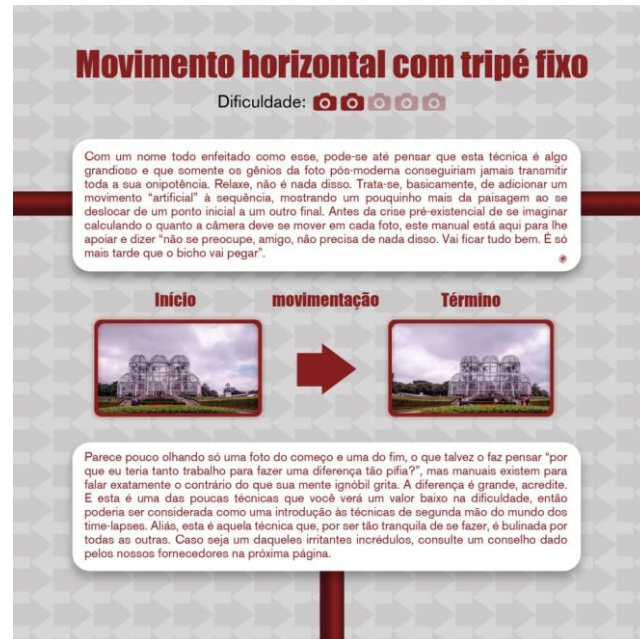 Movimento horizontal com tripé fixo
Dificuldade:
Com um nome todo enfeitado como esse, pode-se até pensar que esta técnica é algo
grandioso e que somente os gênios da foto pós-moderna conseguiriam jamais transmitir
toda a sua onipotência. Relaxe, não é nada disso. Trata-se, basicamente, de adicionar um
movimento “artificial” à sequência, mostrando um pouquinho mais da paisagem ao se
deslocar de um ponto inicial a um outro final. Antes da crise pré-existencial de se imaginar
calculando o quanto a câmera deve se mover em cada foto, este manual está aqui para lhe
apoiar e dizer “não se preocupe, amigo, não precisa de nada disso. Vai ficar tudo bem. É só
mais tarde que o bicho vai pegar”.
Início movimentação Término
Parece pouco olhando só uma foto do começo e uma do fim, o que talvez o faz pensar “por
que eu teria tanto trabalho para fazer uma diferença tão pífia?”, mas manuais existem para
falar exatamente o contrário do que sua mente ignóbil grita. A diferença é grande, acredite.
E esta é uma das poucas técnicas que você verá um valor baixo na dificuldade, então
poderia ser considerada como uma introdução às técnicas de segunda mão do mundo dos
time-lapses. Aliás, esta é aquela técnica que, por ser tão tranquila de se fazer, é bulinada por
todas as outras. Caso seja um daqueles irritantes incrédulos, consulte um conselho dado
pelos nossos fornecedores na próxima página.